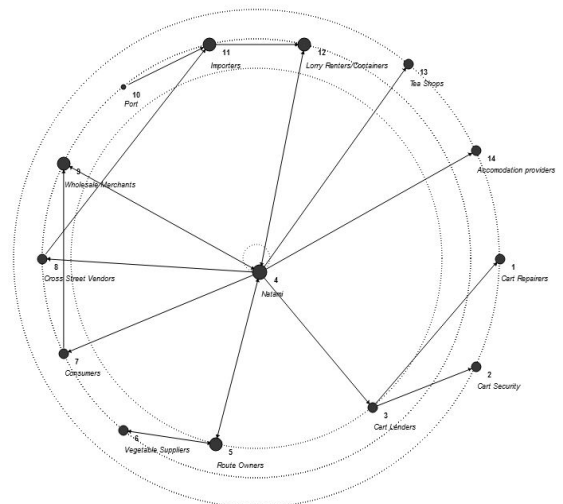 11
Importers
12
Lorry Renters/Containers
13
Tea Shops
10
Port
14
Accomodation providers
9
Wholesale Merchants
8
Cross Street Vendors
4
Natami
1
Cart Repairers
7
Consumers
2
Cart Security
3
Cart Lenders
6
Vegetable Suppliers
5
Route Owners